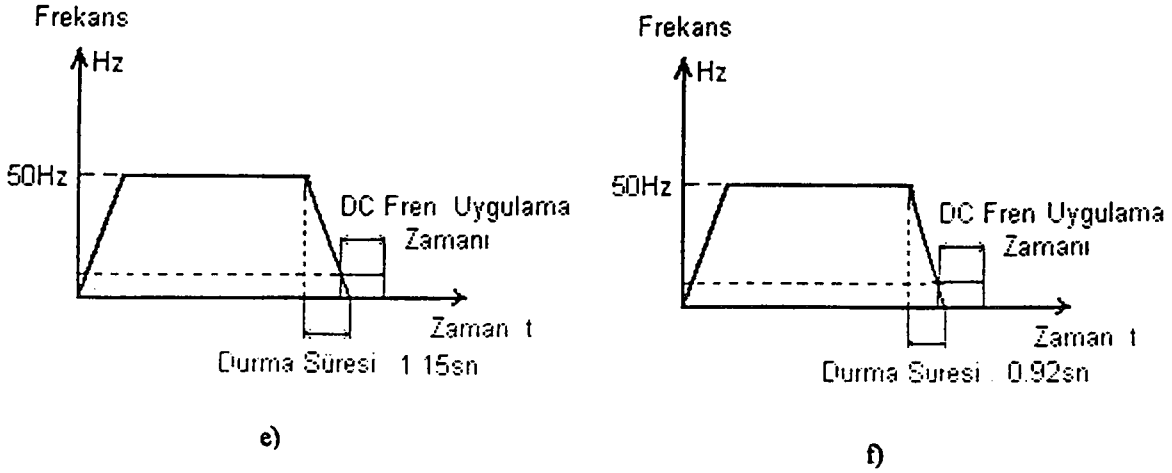 Frekans
Hz
50Hz
DC Fren Uygulama
Zamanı
Zaman t
Durma Süresi 1 15sn
e)
Frekans
Hz
50Hz
DC Fren Uygulama
Zamanı
Zaman t
Durma Suresi . 0.92sn
f)